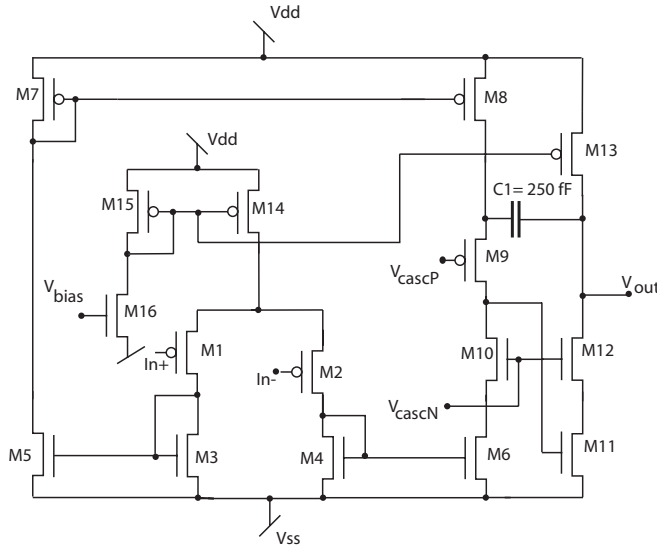 Vdd
M7
M8
Vdd
M13
M15
M14
C1= 250 fF
VcascP
M9
Vbias
Vout
M16
M1
In+
M2
In-
M10
M12
VcascN
M5
M3
M4
M6
M11
Vss